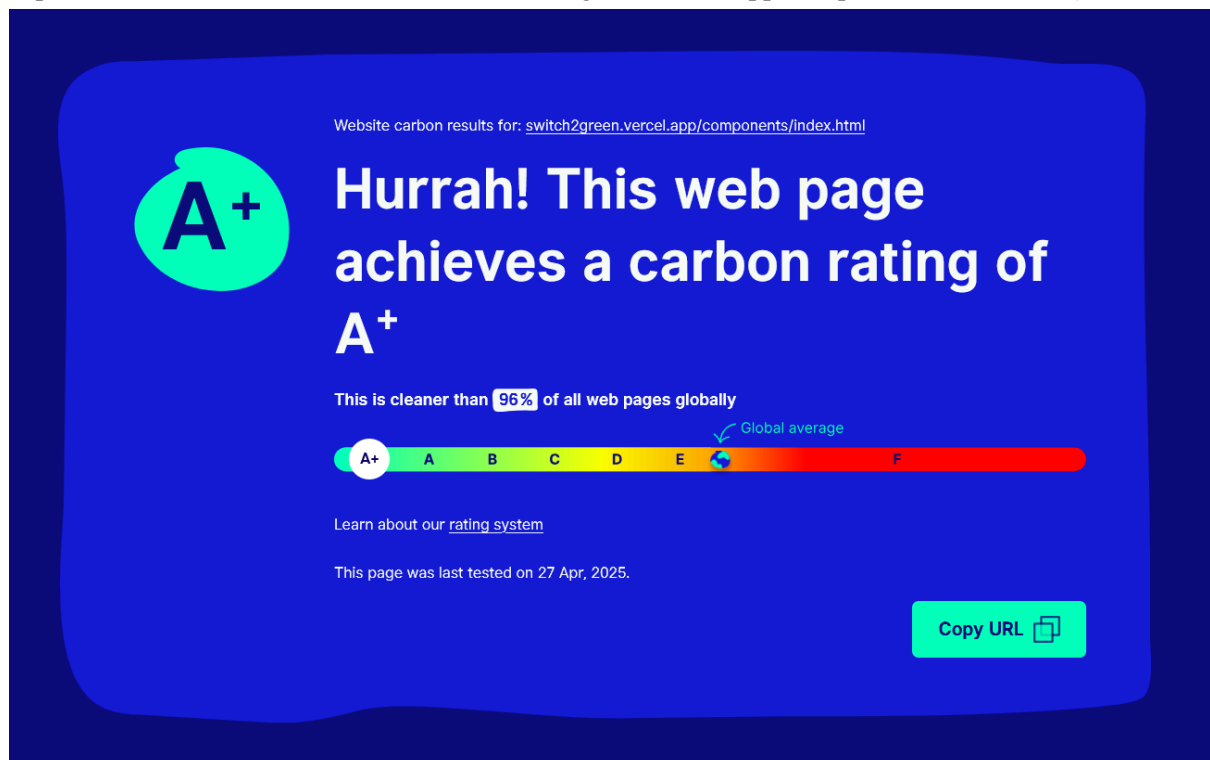 Website carbon results for: switch2green.vercel.app/components/index.html
A+
Hurrah! This web page
achieves a carbon rating of
A+
This is cleaner than 96% of all web pages globally
Global average
A+ A B C D E F
Learn about our rating system
This page was last tested on 27 Apr, 2025.
Copy URL